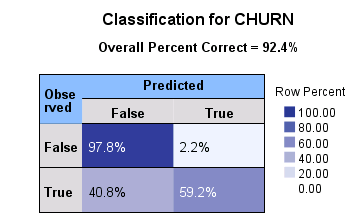 Classification for CHURN
Overall Percent Correct = 92.4%
Obse
rved
Predicted
False True
False 97.8% 2.2%
True 40.8% 59.2%
Row Percent
100.00
80.00
60.00
40.00
20.00
0.00